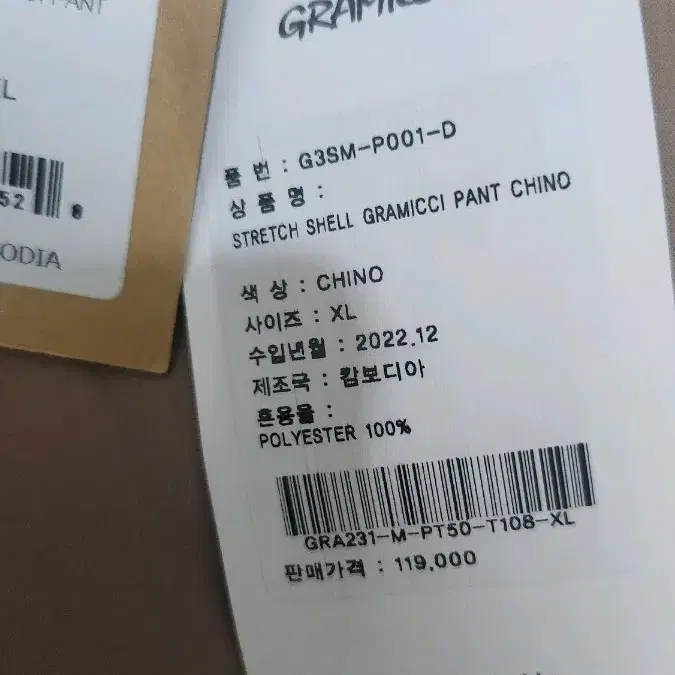 PANT
L
52 8
ODIA
품 번 : G3SM-P001-D
상 품 명 :
STRETCH SHELL GRAMICCI PANT CHINO
색 상 : CHINO
사이즈 : XL
수입년월 : 2022.12
제조국 : 캄보디아
혼용율 :
POLYESTER 100%
GRA231-M-PT50-T108-XL
판매가격 : 119,000